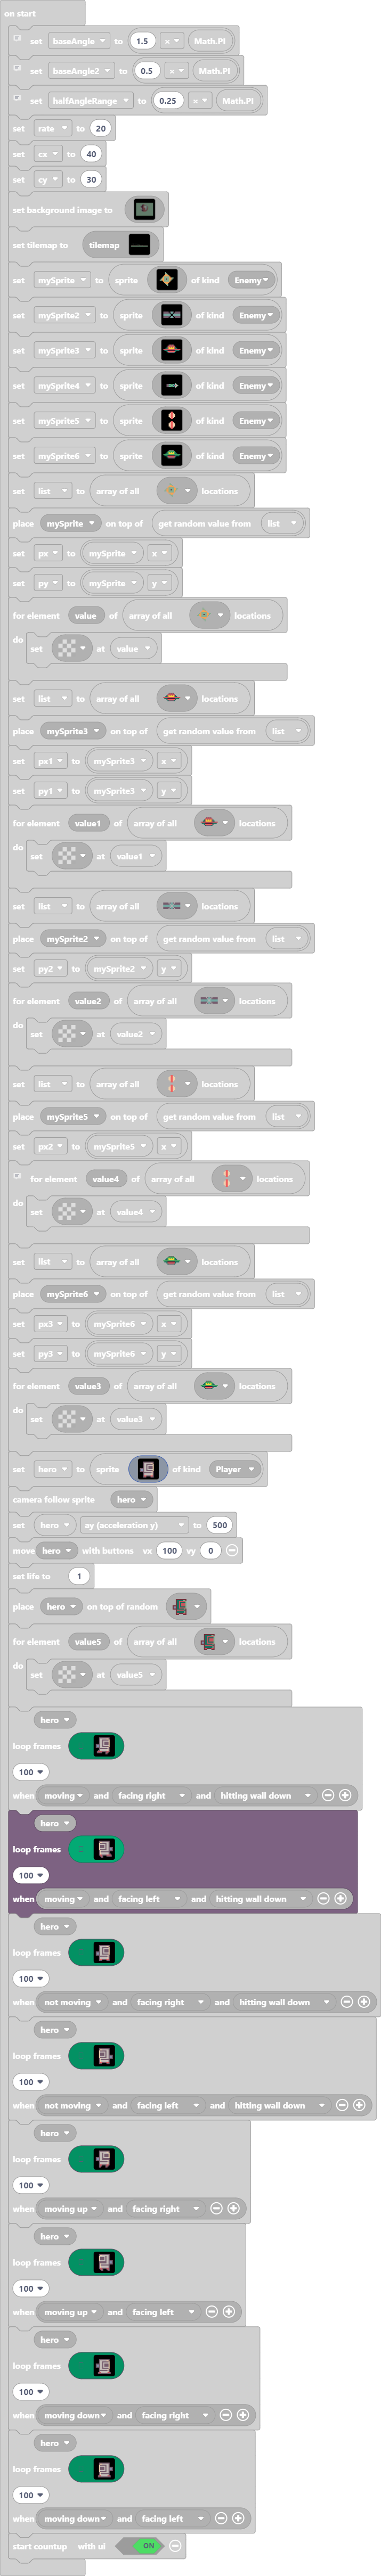 on start
set baseAngle to 1.5 × Math.PI
set baseAngle2 to 0.5 × Math.PI
set halfAngleRange to 0.25 × Math.PI
set rate to 20
set cx to 40
set cy to 30
set background image to
set tilemap to tilemap
set mySprite to sprite of kind Enemy
set mySprite2 to sprite of kind Enemy
set mySprite3 to sprite of kind Enemy
set mySprite4 to sprite of kind Enemy
set mySprite5 to sprite of kind Enemy
set mySprite6 to sprite of kind Enemy
set list to array of all locations
place mySprite on top of get random value from list
set px to mySprite x
set py to mySprite y
for element value of array of all locations
do set at value
set list to array of all locations
place mySprite3 on top of get random value from list
set px1 to mySprite3 x
set py1 to mySprite3 y
for element value1 of array of all locations
do set at value1
set list to array of all locations
place mySprite2 on top of get random value from list
set py2 to mySprite2 y
for element value2 of array of all locations
do set at value2
set list to array of all locations
place mySprite5 on top of get random value from list
set px2 to mySprite5 x
for element value4 of array of all locations
do set at value4
set list to array of all locations
place mySprite6 on top of get random value from list
set px3 to mySprite6 x
set py3 to mySprite6 y
for element value3 of array of all locations
do set at value3
set hero to sprite of kind Player
camera follow sprite hero
set hero ay (acceleration y) to 500
move hero with buttons vx 100 vy 0
set life to 1
place hero on top of random
for element value5 of array of all locations
do set at value5
hero
loop frames
100
when moving and facing right and hitting wall down
hero
loop frames
100
when moving and facing left and hitting wall down
hero
loop frames
100
when not moving and facing right and hitting wall down
hero
loop frames
100
when not moving and facing left and hitting wall down
hero
loop frames
100
when moving up and facing right
hero
loop frames
100
when moving up and facing left
hero
loop frames
100
when moving down and facing right
hero
loop frames
100
when moving down and facing left
start countup with ui ON